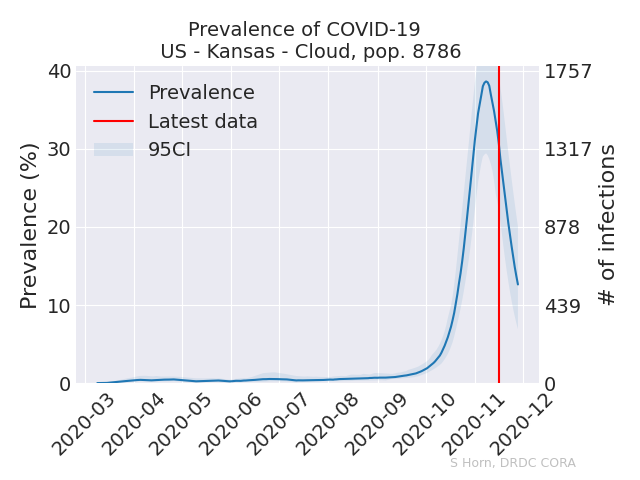 Prevalence of COVID-19
US - Kansas - Cloud, pop. 8786
Prevalence (%)
40
30
20
10
0
Prevalence
Latest data
95CI
1757
1317
878
439
0
# of infections
2020-03
2020-04
2020-05
2020-06
2020-07
2020-08
2020-09
2020-10
2020-11
2020-12
S Horn, DRDC CORA